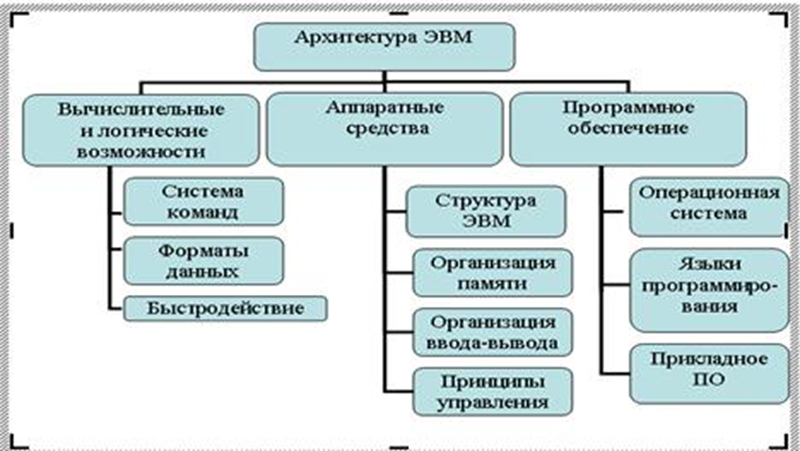 Архитектура ЭВМ
Вычислительные
и логические
возможности
Аппаратные
средства
Программное
обеспечение
Система
команд
Форматы
данных
Быстродействие
Структура
ЭВМ
Организация
памяти
Организация
ввода-вывода
Принципы
управления
Операционная
система
Языки
программиро-
вания
Прикладное
ПО